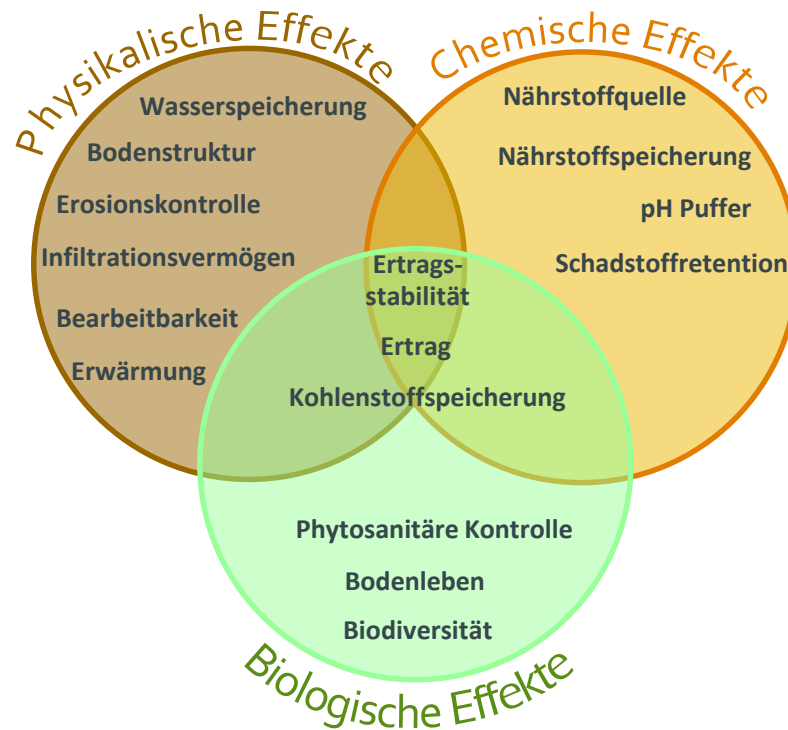 Physikalische Effekte
Wasserspeicherung
Bodenstruktur
Erosionskontrolle
Infiltrationsvermögen
Bearbeitbarkeit
Erwärmung
Chemische Effekte
Nährstoffquelle
Nährstoffspeicherung
pH Puffer
Schadstoffretention
Ertrags-
stabilität
Ertrag
Kohlenstoffspeicherung
Phytosanitäre Kontrolle
Bodenleben
Biodiversität
Biologische Effekte